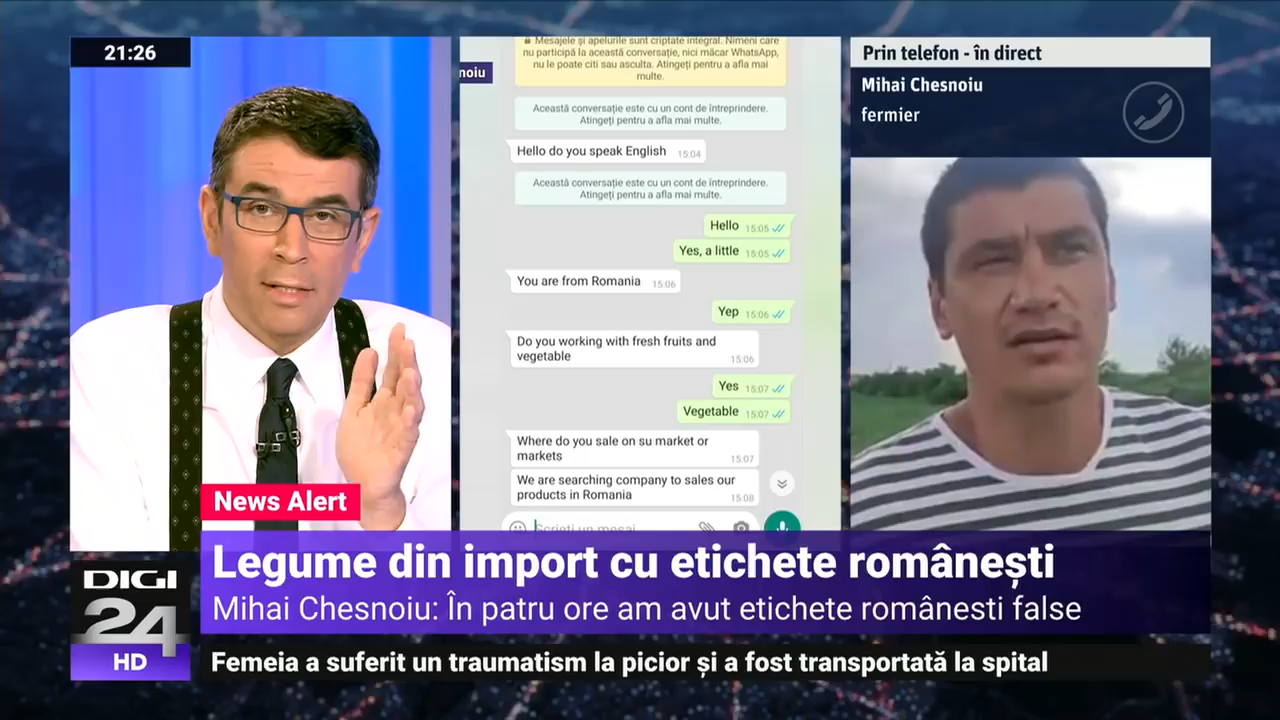 21:26
Mesajele și apelurile sunt criptate integral. Nimeni care
nu participă la această conversație, nici măcar WhatsApp,
nu le poate citi sau asculta. Atingeți pentru a afla mai
multe.
noiu
Această conversație este cu un cont de întreprindere.
Atingeți pentru a afla mai multe.
Hello do you speak English 15:04
Această conversație este cu un cont de întreprindere.
Atingeți pentru a afla mai multe.
Hello 15:05
Yes, a little 15:05
You are from Romania 15:06
Yep 15:06
Do you working with fresh fruits and
vegetable 15:06
Yes 15:07
Vegetable 15:07
Where do you sale on su market or
markets 15:07
We are searching company to sales our
products in Romania 15:08
Scrieți un mesaj
Prin telefon - în direct
Mihai Chesnoiu
fermier
News Alert
Legume din import cu etichete românești
Mihai Chesnoiu: În patru ore am avut etichete românesti false
DIGI
24
HD
Femeia a suferit un traumatism la picior și a fost transportată la spital